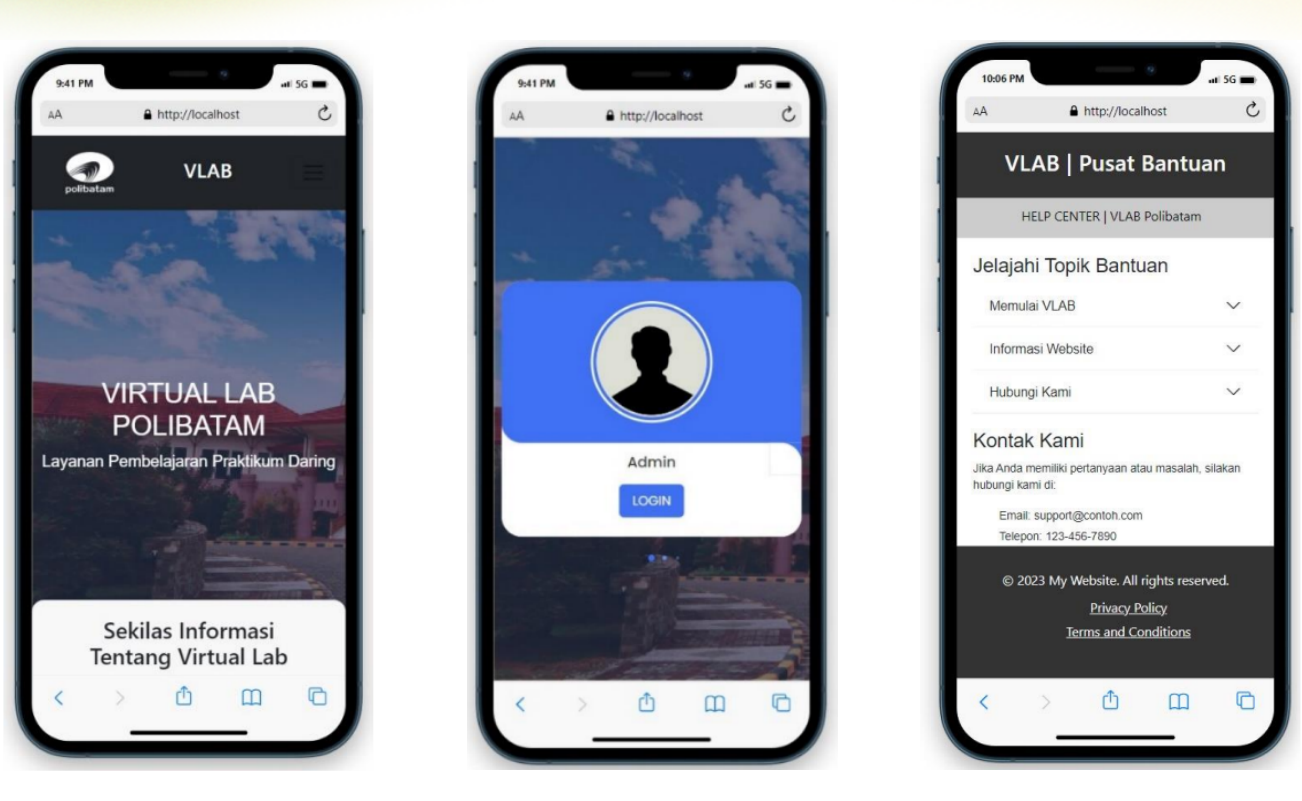 9:41 PM
5G
AA
http://localhost
polibatam
VLAB
VIRTUAL LAB
POLIBATAM
Layanan Pembelajaran Praktikum Daring
Sekilas Informasi
Tentang Virtual Lab
9:41 PM
5G
AA
http://localhost
Admin
LOGIN
10:06 PM
5G
AA
http://localhost
VLAB | Pusat Bantuan
HELP CENTER | VLAB Polibatam
Jelajahi Topik Bantuan
Memulai VLAB
Informasi Website
Hubungi Kami
Kontak Kami
Jika Anda memiliki pertanyaan atau masalah, silakan
hubungi kami di:
Email: support@contoh.com
Telepon: 123-456-7890
© 2023 My Website. All rights reserved.
Privacy Policy
Terms and Conditions